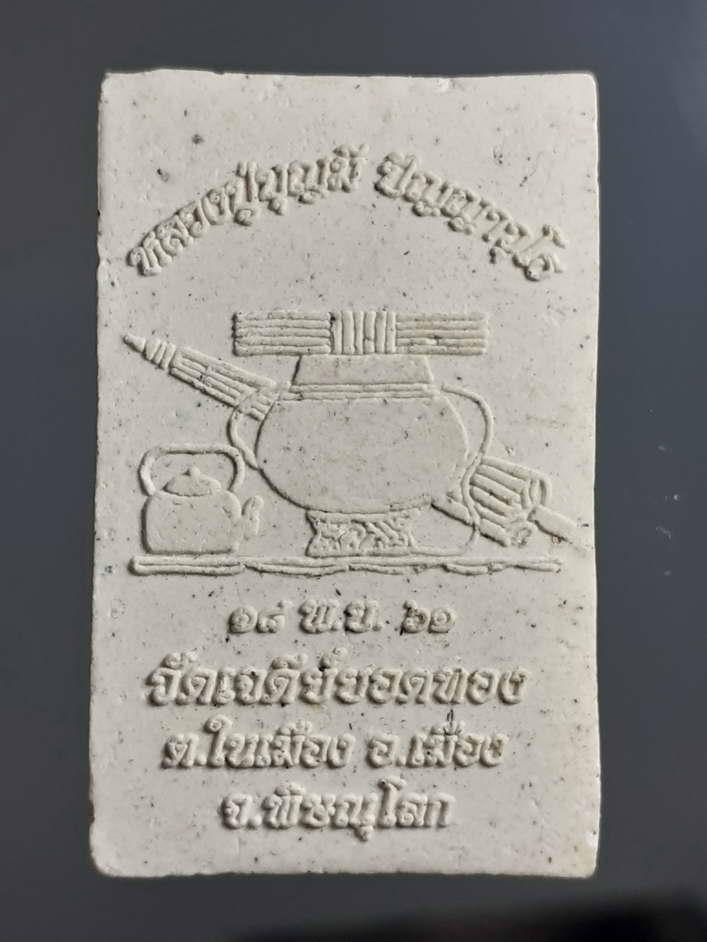 หลวงปู่บุญมี ปัญญาวุโธ
๑๘ พ.ย. ๖๑
วัดเจดีย์ยอดทอง
ต.ในเมือง อ.เมือง
จ.พิษณุโลก